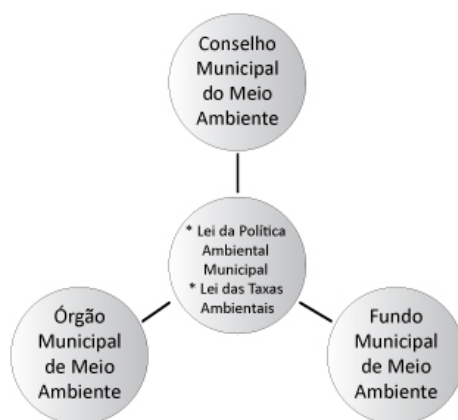 Conselho
Municipal
do Meio
Ambiente
* Lei da Política
Ambiental
Municipal
* Lei das Taxas
Ambientais
Órgão
Municipal
de Meio
Ambiente
Fundo
Municipal
de Meio
Ambiente